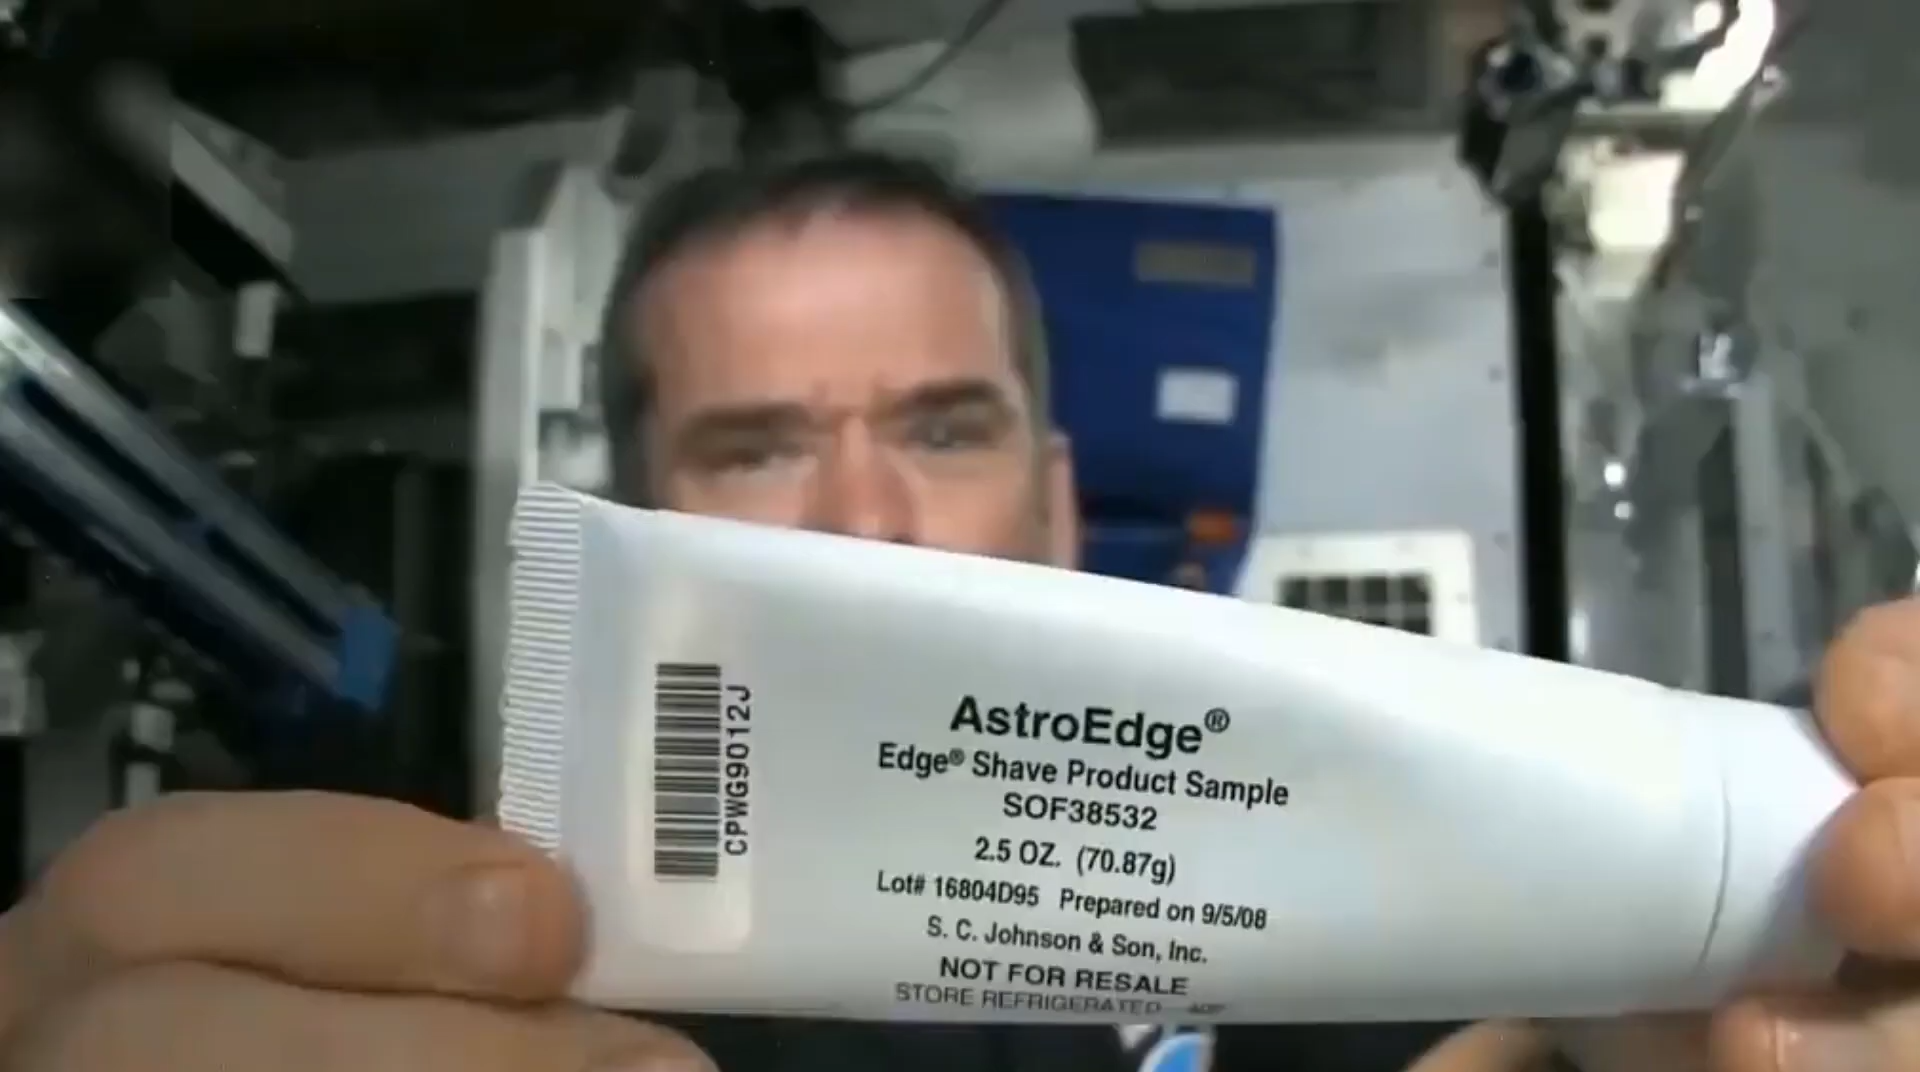 AstroEdge®
Edge® Shave Product Sample
SOF38532
2.5 OZ. (70.87g)
Lot# 16804D95 Prepared on 9/5/08
S. C. Johnson & Son, Inc.
NOT FOR RESALE
STORE REFRIGERATED
CPWG9012J